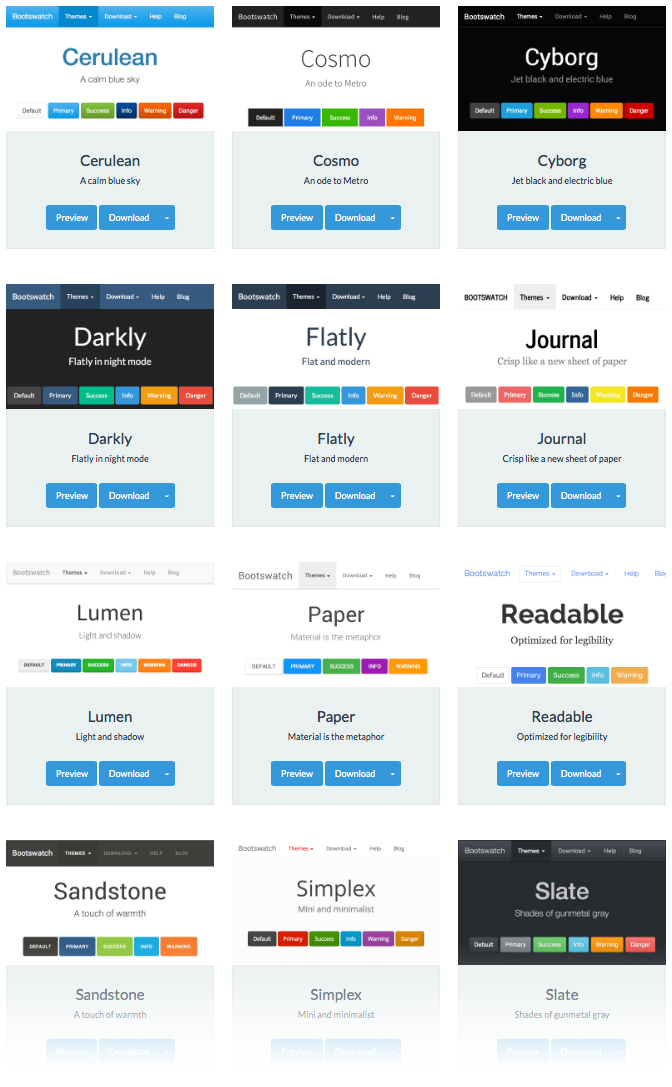 Bootswatch Themes Download Help Blog
Cerulean
A calm blue sky
Default Primary Success Info Warning Danger
Cerulean
A calm blue sky
Preview Download
Bootswatch Themes Download Help Blog
Cosmo
An ode to Metro
Default Primary Success Info Warning
Cosmo
An ode to Metro
Preview Download
Bootswatch Themes Download Help Blog
Cyborg
Jet black and electric blue
Default Primary Success Info Warning Danger
Cyborg
Jet black and electric blue
Preview Download
Bootswatch Themes Download Help Blog
Darkly
Flatly in night mode
Default Primary Success Info Warning Danger
Darkly
Flatly in night mode
Preview Download
Bootswatch Themes Download Help Blog
Flatly
Flat and modern
Default Primary Success Info Warning Danger
Flatly
Flat and modern
Preview Download
BOOTSWATCH Themes Download Help Blog
Journal
Crisp like a new sheet of paper
Default Primary Success Info Warning Danger
Journal
Crisp like a new sheet of paper
Preview Download
Bootswatch Themes Download Help Blog
Lumen
Light and shadow
DEFAULT PRIMARY SUCCESS INFO WARNING DANGER
Lumen
Light and shadow
Preview Download
Bootswatch Themes Download Help Blog
Paper
Material is the metaphor
DEFAULT PRIMARY SUCCESS INFO WARNING
Paper
Material is the metaphor
Preview Download
Bootswatch Themes Download Help Blo
Readable
Optimized for legibility
Default Primary Success Info Warning
Readable
Optimized for legibility
Preview Download
Bootswatch THEMES DOWNLOAD HELP BLOG
Sandstone
A touch of warmth
DEFAULT PRIMARY SUCCESS INFO WARNING
Sandstone
A touch of warmth
Preview Download
Bootswatch Themes Download Help Blog
Simplex
Mini and minimalist
Default Primary Success Info Warning Danger
Simplex
Mini and minimalist
Preview Download
Bootswatch Themes Download Help Blog
Slate
Shades of gunmetal gray
Default Primary Success Info Warning Danger
Slate
Shades of gunmetal gray
Preview Download